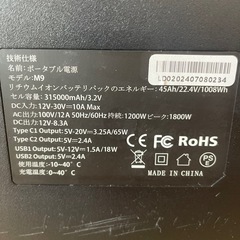 技術仕様
名前:ポータブル電源
モデル:M9
リチウムイオンバッテリパックのエネルギー:45Ah/22.4V/1008Wh
セル容量:315000mAh/3.2V
DC入力:12V-30V=10A Max
AC出力:100V/12A 50Hz/60Hz 持続:1200W ピーク:1800W
DC出力:12V-8.3A
Type C1 Output:5V-20V=3.25A/65W
Type C2 Output:5V=2.4A
USB1 Output:5V-12V=1.5A/18W
USB2 Output:5V=2.4A
放電温度:-10~40°C
充電温度:0~40°C
LD0202407080234
CE FC RoHS
PS
E
MADE IN CHINA